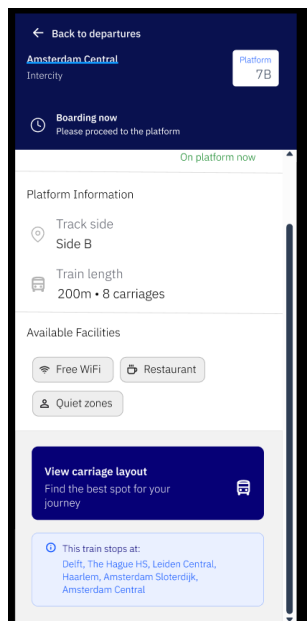 ← Back to departures
Amsterdam Central
Intercity
Platform
7B
Boarding now
Please proceed to the platform
On platform now
Platform Information
Track side
Side B
Train length
200m • 8 carriages
Available Facilities
Free WiFi
Restaurant
Quiet zones
View carriage layout
Find the best spot for your
journey
This train stops at:
Delft, The Hague HS, Leiden Central,
Haarlem, Amsterdam Sloterdijk,
Amsterdam Central